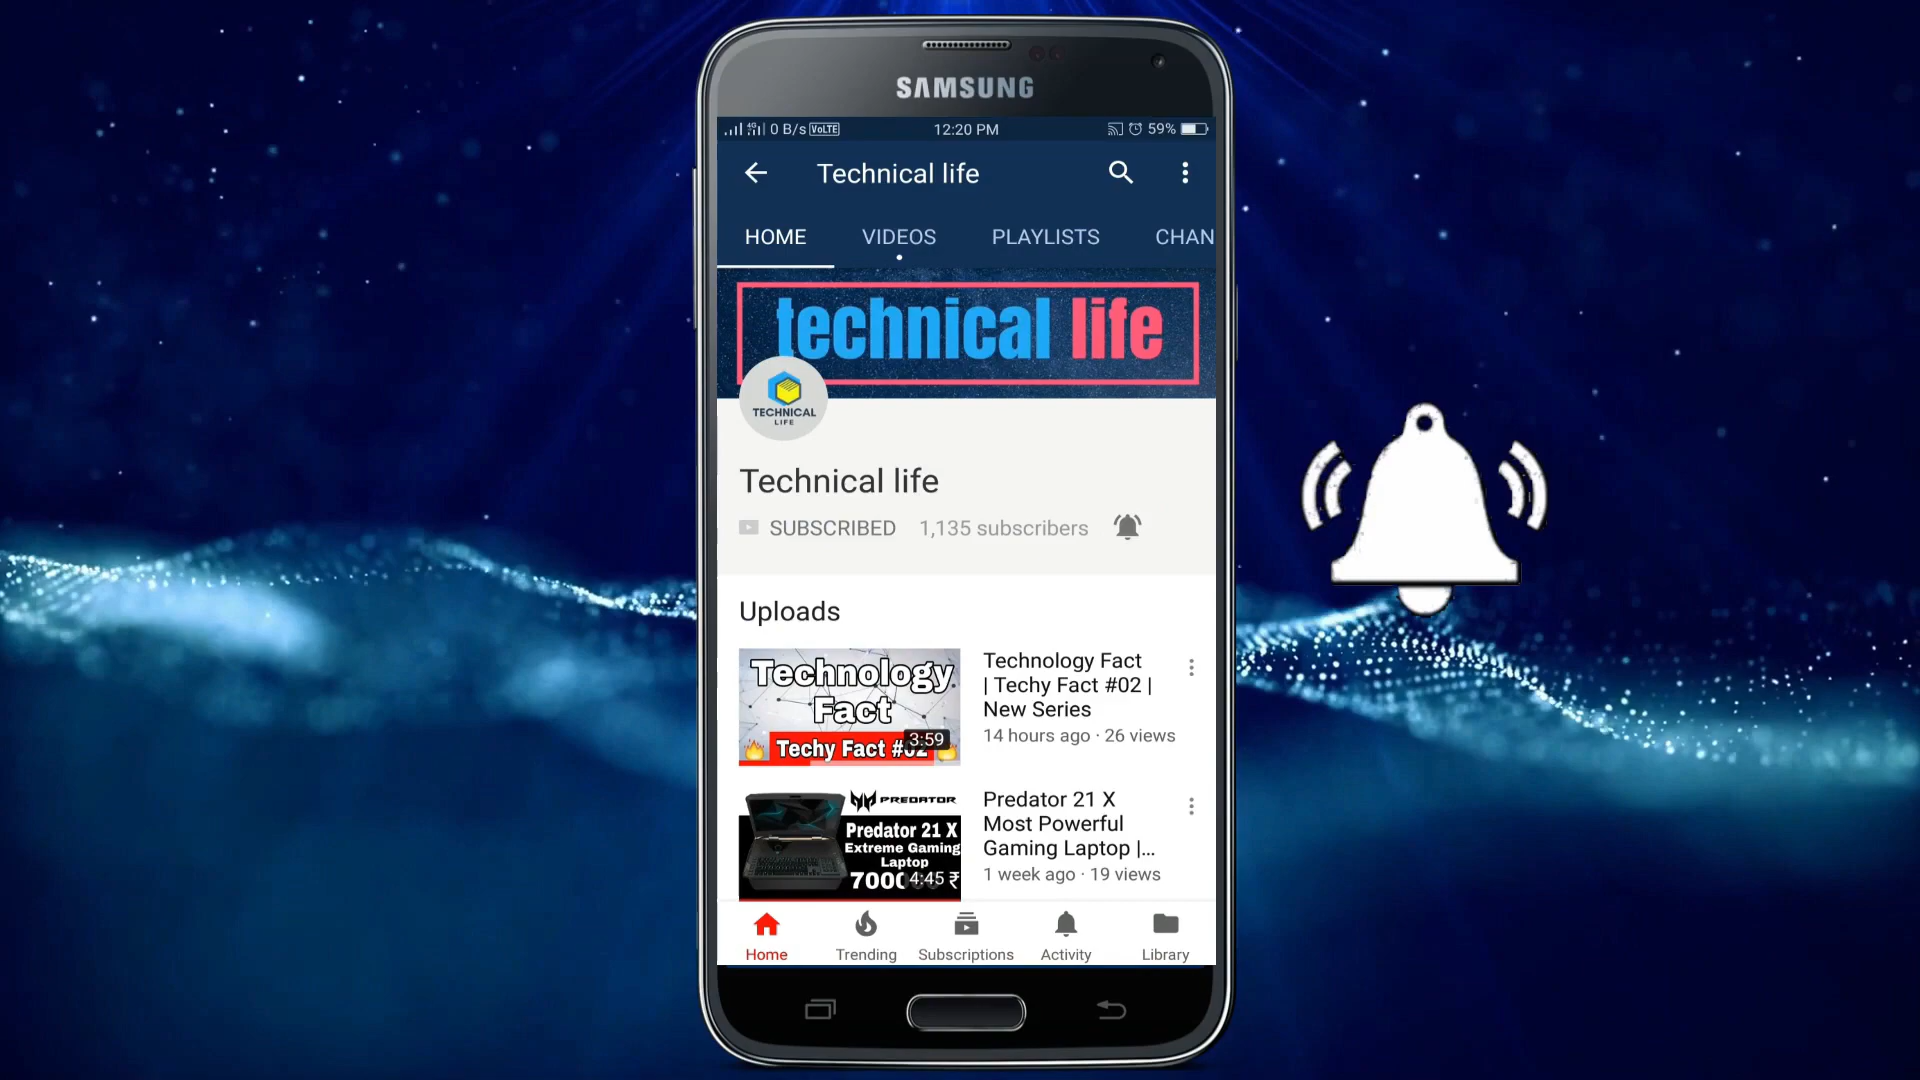 SAMSUNG
4G 0 B/s VoLTE 12:20 PM 59%
Technical life
HOME VIDEOS PLAYLISTS CHAN
technical life
TECHNICAL
LIFE
Technical life
SUBSCRIBED 1,135 subscribers
Uploads
Technology
Fact
Techy Fact #02
3:59
Technology Fact
| Techy Fact #02 |
New Series
14 hours ago · 26 views
PREDATOR
Predator 21 X
Extreme Gaming
Laptop
4:45 ₹
Predator 21 X
Most Powerful
Gaming Laptop |...
1 week ago · 19 views
Home Trending Subscriptions Activity Library